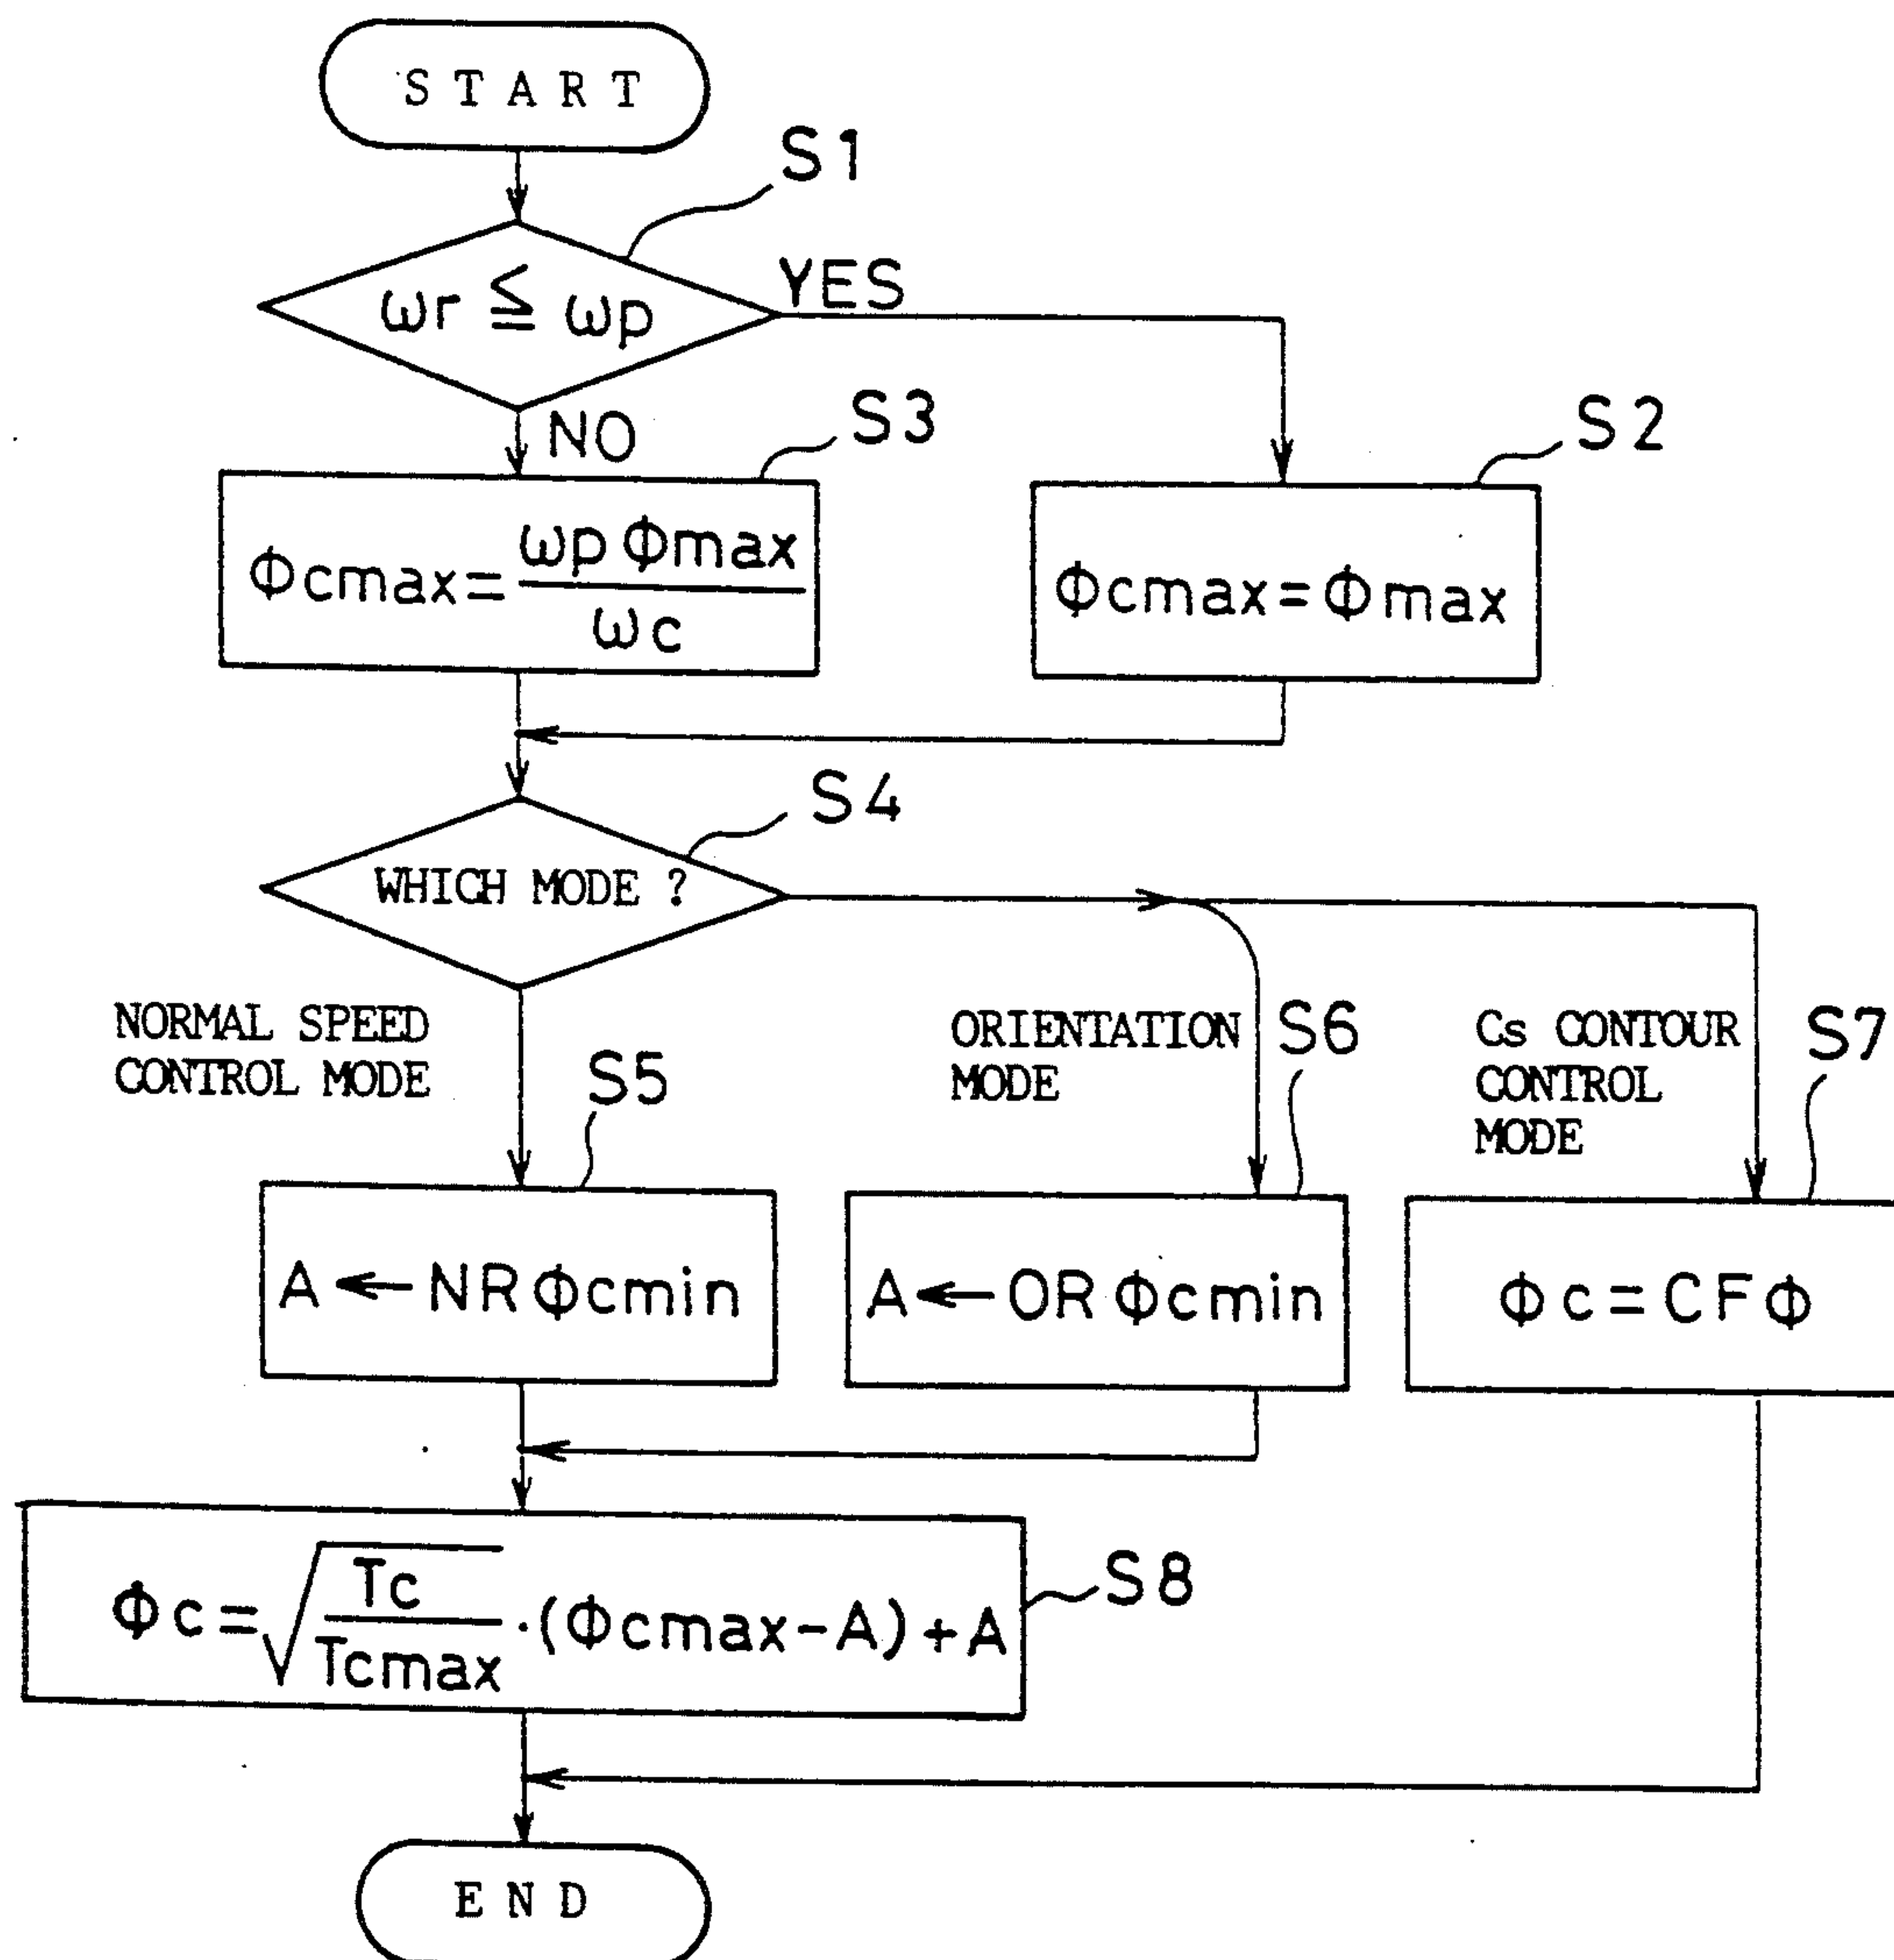 START
S1
ωr ≦ ωp
YES
NO
S3
S2
Φcmax = ωp Φmax / ωc
Φcmax = Φmax
S4
WHICH MODE ?
NORMAL SPEED
CONTROL MODE
S5
ORIENTATION
MODE
S6
Cs CONTOUR
CONTROL
MODE
S7
A ← NR Φcmin
A ← OR Φcmin
Φc = CFΦ
Φc = √(Tc / Tcmax) · (Φcmax - A) + A
S8
END